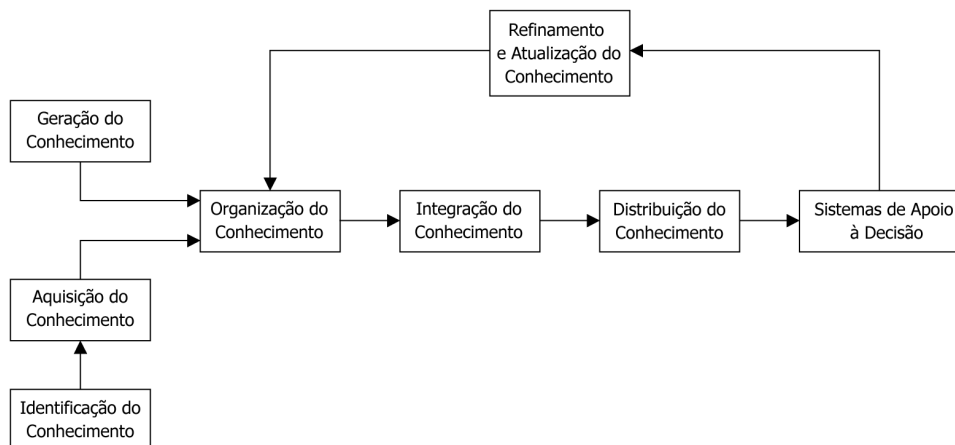 Refinamento
e Atualização do
Conhecimento
Geração do
Conhecimento
Organização do
Conhecimento
Integração do
Conhecimento
Distribuição do
Conhecimento
Sistemas de Apoio
à Decisão
Aquisição do
Conhecimento
Identificação do
Conhecimento